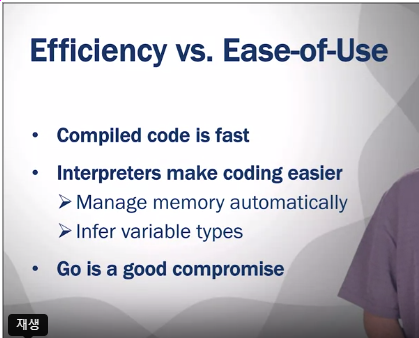 Efficiency vs. Ease-of-Use
• Compiled code is fast
• Interpreters make coding easier
➢ Manage memory automatically
➢ Infer variable types
• Go is a good compromise
재생